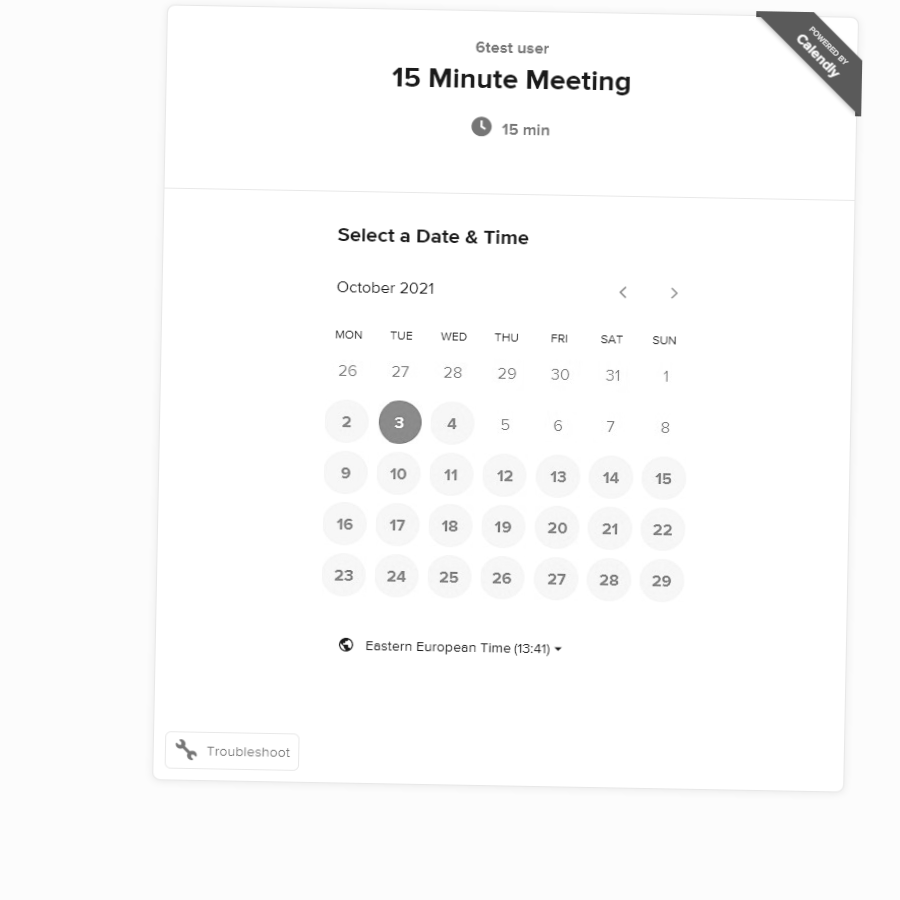 6test user
15 Minute Meeting
15 min
POWERED BY
Calendly
Select a Date & Time
October 2021
MON TUE WED THU FRI SAT SUN
26 27 28 29 30 31 1
2 3 4 5 6 7 8
9 10 11 12 13 14 15
16 17 18 19 20 21 22
23 24 25 26 27 28 29
Eastern European Time (13:41)
Troubleshoot